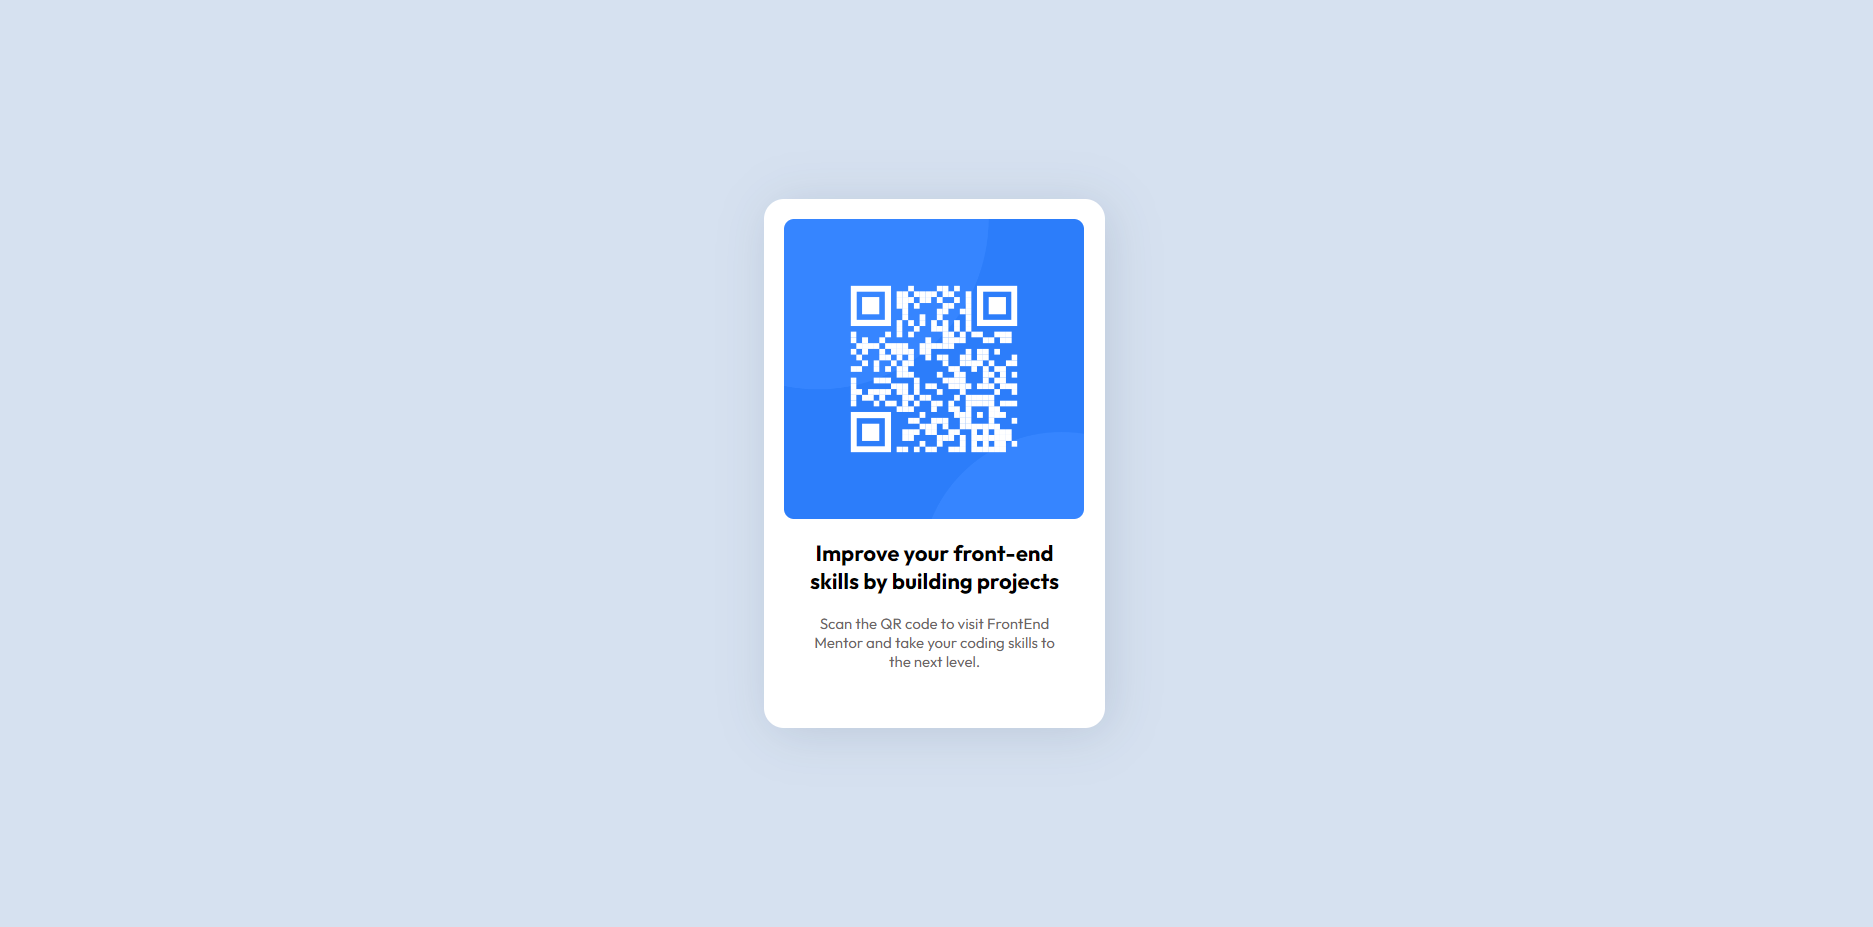 Improve your front-end
skills by building projects
Scan the QR code to visit FrontEnd
Mentor and take your coding skills to
the next level.